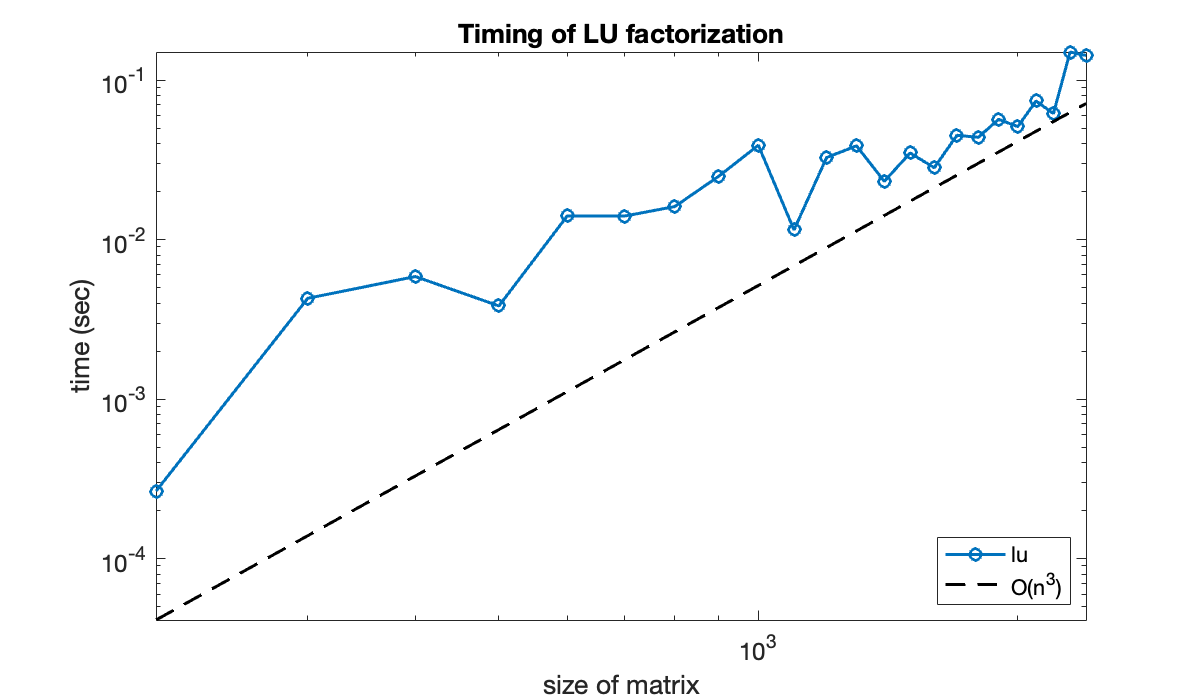 Timing of LU factorization
time (sec)
10^-1
10^-2
10^-3
10^-4
10^3
size of matrix
lu
O(n^3)